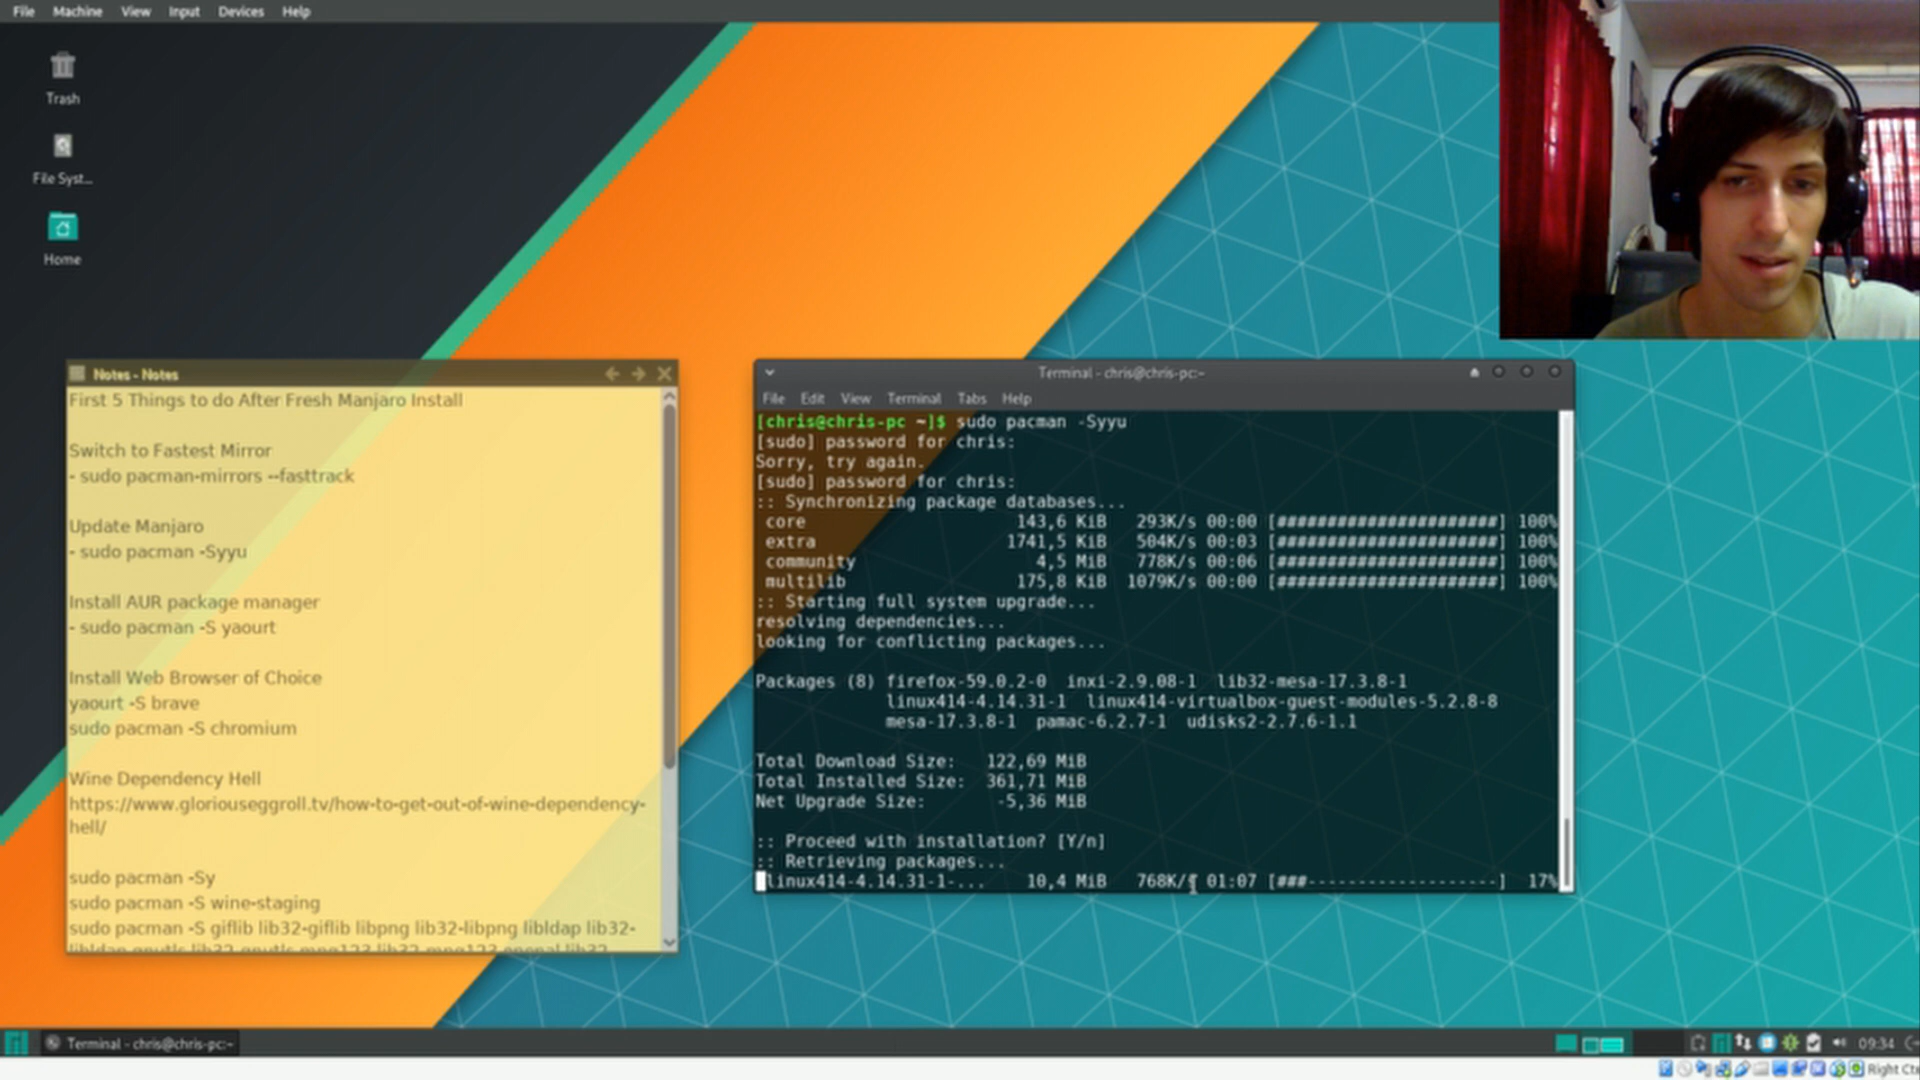 File Machine View Input Devices Help
Trash
File Syst...
Home
Notes - Notes
First 5 Things to do After Fresh Manjaro Install
Switch to Fastest Mirror
- sudo pacman-mirrors --fasttrack
Update Manjaro
- sudo pacman -Syyu
Install AUR package manager
- sudo pacman -S yaourt
Install Web Browser of Choice
yaourt -S brave
sudo pacman -S chromium
Wine Dependency Hell
https://www.gloriouseggroll.tv/how-to-get-out-of-wine-dependency-
hell/
sudo pacman -Sy
sudo pacman -S wine-staging
sudo pacman -S giflib lib32-giflib libpng lib32-libpng libldap lib32-
Terminal - chris@chris-pc:~
File Edit View Terminal Tabs Help
[chris@chris-pc ~]$ sudo pacman -Syyu
[sudo] password for chris:
Sorry, try again.
[sudo] password for chris:
:: Synchronizing package databases...
core 143,6 KiB 293K/s 00:00 [######################] 100%
extra 1741,5 KiB 504K/s 00:03 [######################] 100%
community 4,5 MiB 778K/s 00:06 [######################] 100%
multilib 175,8 KiB 1079K/s 00:00 [######################] 100%
:: Starting full system upgrade...
resolving dependencies...
looking for conflicting packages...
Packages (8) firefox-59.0.2-0 inxi-2.9.08-1 lib32-mesa-17.3.8-1
linux414-4.14.31-1 linux414-virtualbox-guest-modules-5.2.8-8
mesa-17.3.8-1 pamac-6.2.7-1 udisks2-2.7.6-1.1
Total Download Size: 122,69 MiB
Total Installed Size: 361,71 MiB
Net Upgrade Size: -5,36 MiB
:: Proceed with installation? [Y/n]
:: Retrieving packages...
linux414-4.14.31-1-... 10,4 MiB 768K/s 01:07 [###-------------------] 17%
Terminal - chris@chris-pc:~
09:34
Right Ct